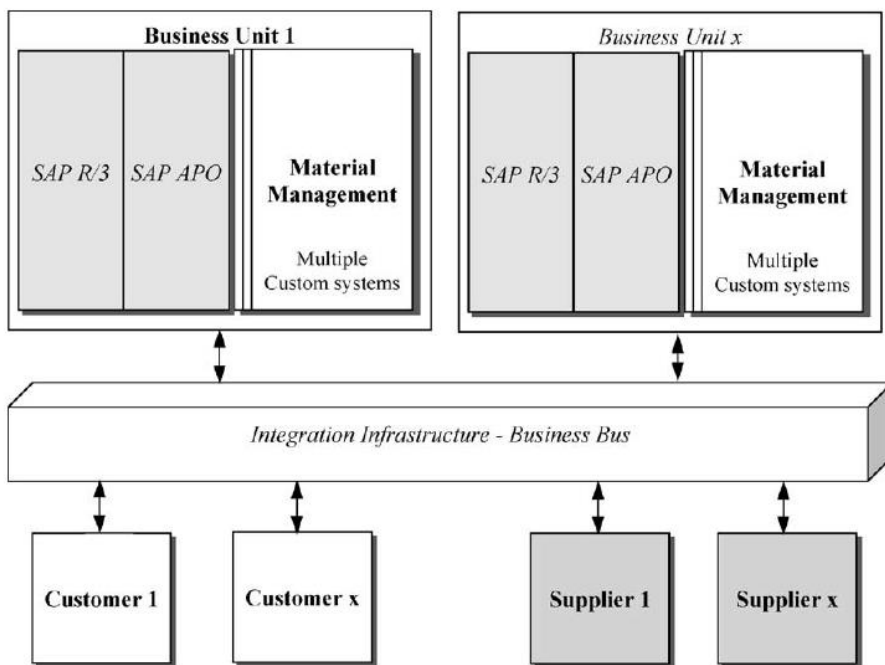 Business Unit 1
SAP R/3
SAP APO
Material
Management
Multiple
Custom systems
Business Unit x
SAP R/3
SAP APO
Material
Management
Multiple
Custom systems
Integration Infrastructure - Business Bus
Customer 1
Customer x
Supplier 1
Supplier x